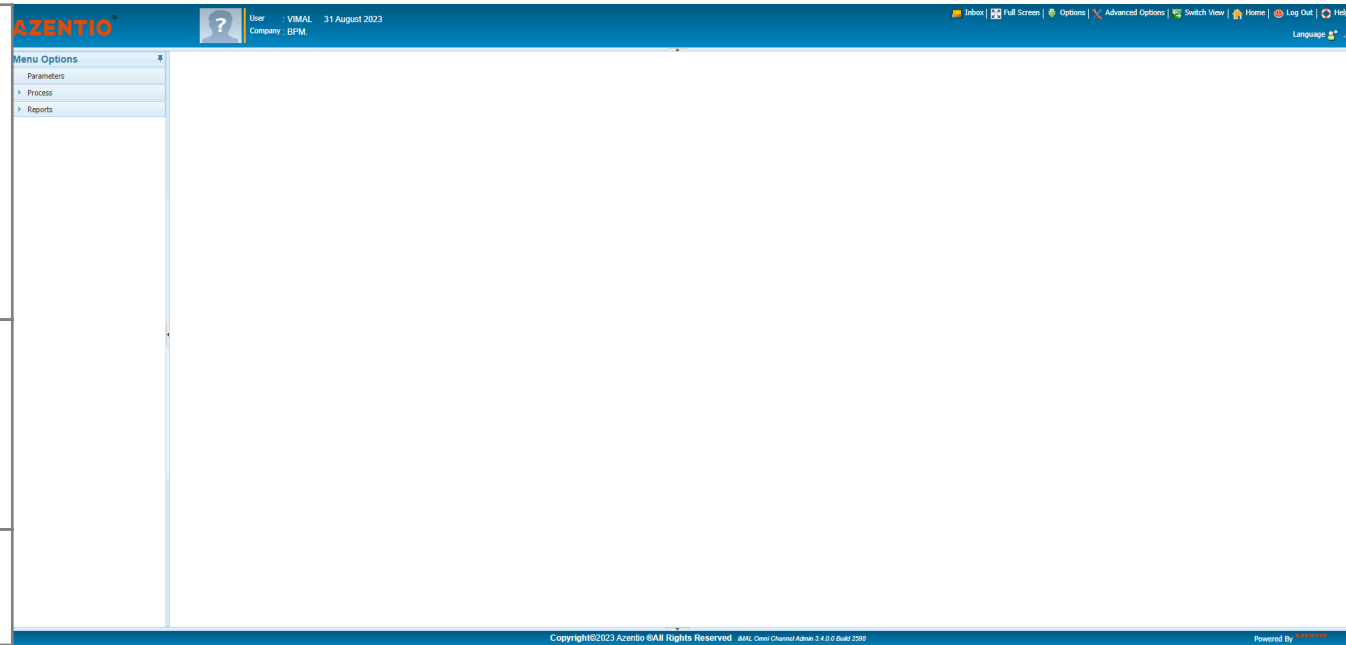 AZENTIO™
User : VIMAL 31 August 2023
Company : BPM.
Inbox | Full Screen | Options | Advanced Options | Switch View | Home | Log Out | Hel
Language
Menu Options
Parameters
Process
Reports
Copyright©2023 Azentio ©All Rights Reserved iMAL Omni Channel Admin 3.4.0.0 Build 2598
Powered By AZENTIO